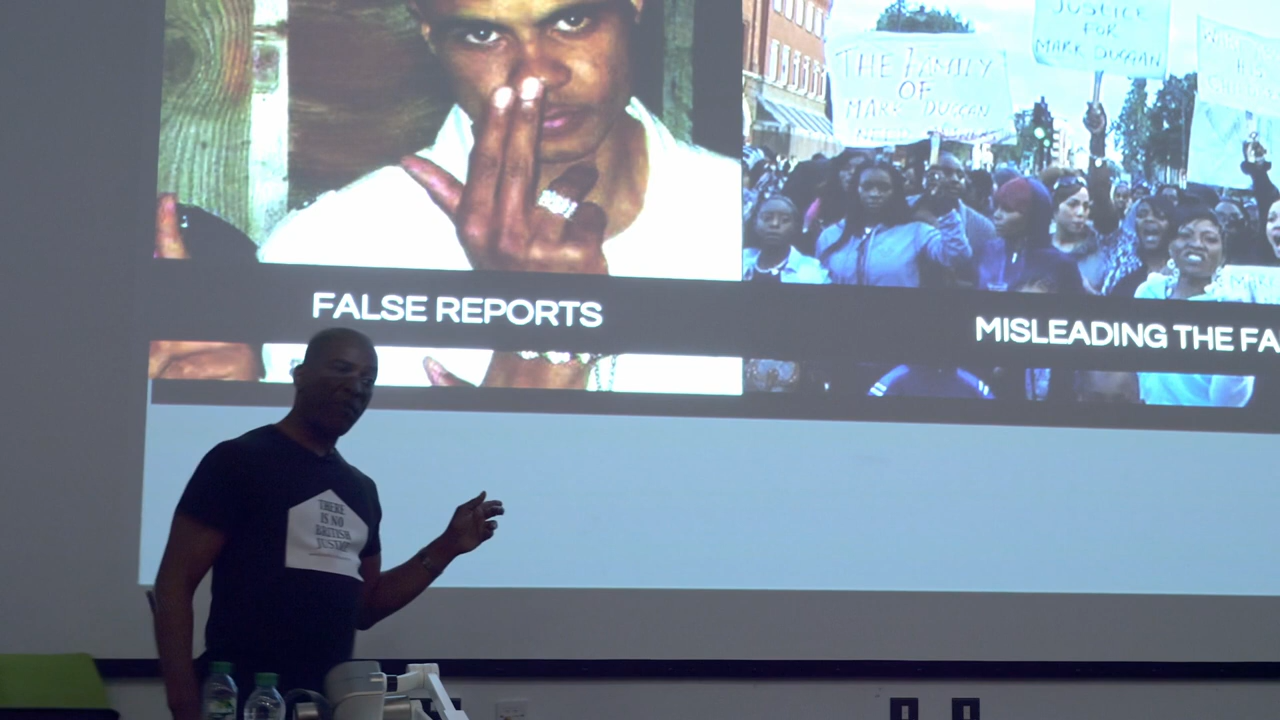 JUSTICE
FOR
MARK DUGGAN
THE FAMILY
OF
MARK DUGGAN
NEED
FALSE REPORTS
MISLEADING THE FA
THERE
IS NO
BRITISH
JUSTICE